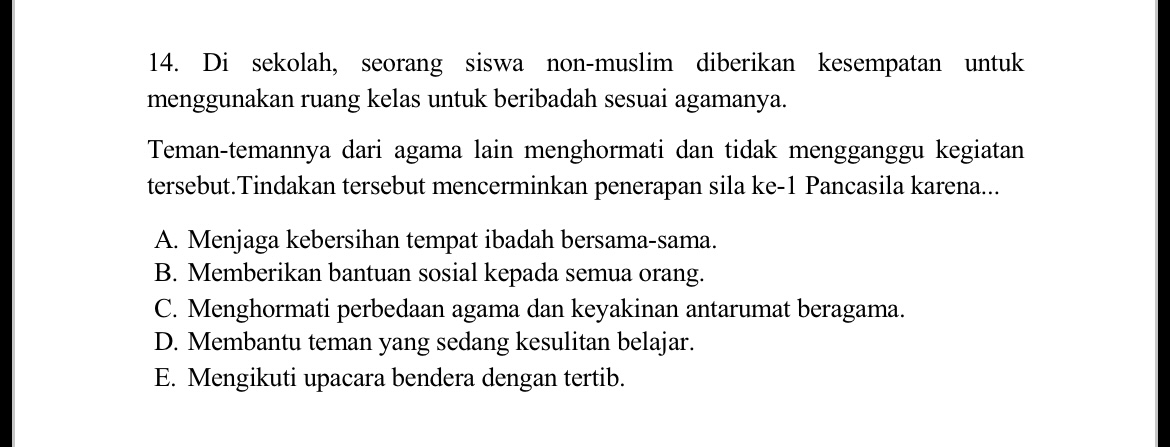 14. Di sekolah, seorang siswa non-muslim diberikan kesempatan untuk
menggunakan ruang kelas untuk beribadah sesuai agamanya.
Teman-temannya dari agama lain menghormati dan tidak mengganggu kegiatan
tersebut.Tindakan tersebut mencerminkan penerapan sila ke-1 Pancasila karena...
A. Menjaga kebersihan tempat ibadah bersama-sama.
B. Memberikan bantuan sosial kepada semua orang.
C. Menghormati perbedaan agama dan keyakinan antarumat beragama.
D. Membantu teman yang sedang kesulitan belajar.
E. Mengikuti upacara bendera dengan tertib.